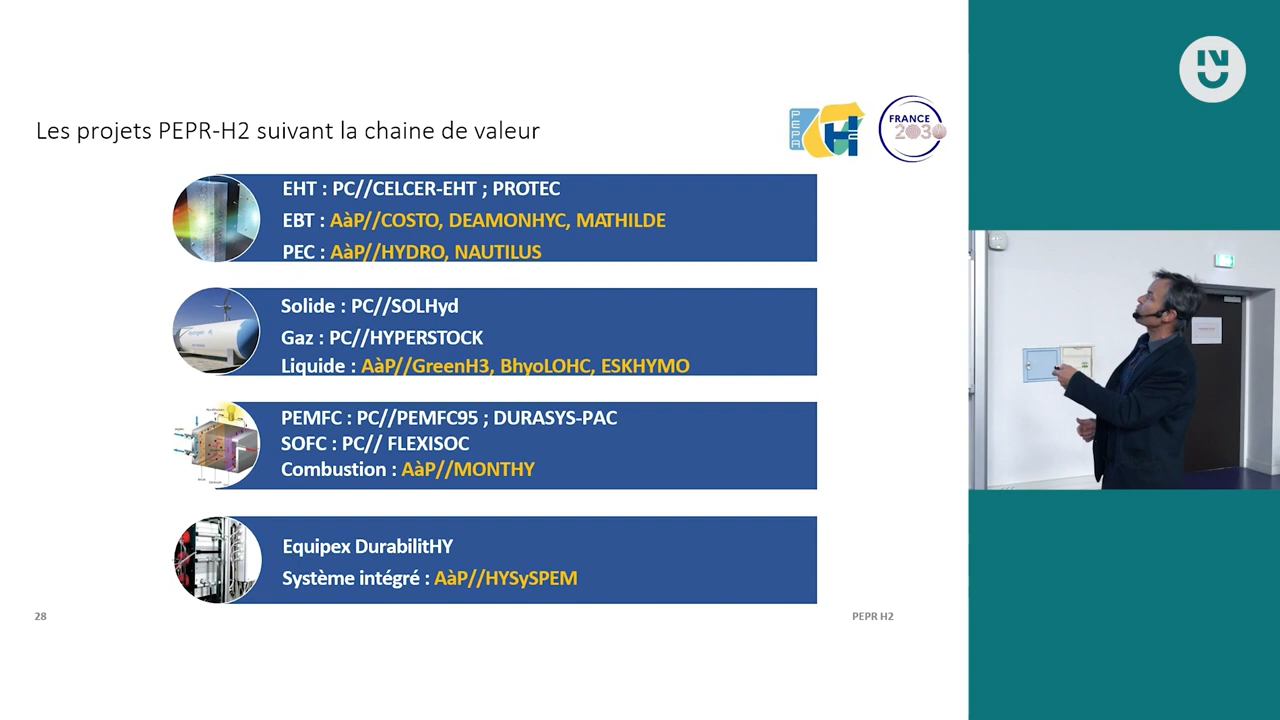 Les projets PEPR-H2 suivant la chaine de valeur
PEPR
H2
FRANCE
2030
EHT : PC//CELCER-EHT ; PROTEC
EBT : AàP//COSTO, DEAMONHYC, MATHILDE
PEC : AàP//HYDRO, NAUTILUS
Solide : PC//SOLHyd
Gaz : PC//HYPERSTOCK
Liquide : AàP//GreenH3, BhyoLOHC, ESKHYMO
PEMFC : PC//PEMFC95 ; DURASYS-PAC
SOFC : PC// FLEXISOC
Combustion : AàP//MONTHY
Equipex DurabilitHY
Système intégré : AàP//HYSySPEM
28
PEPR H2